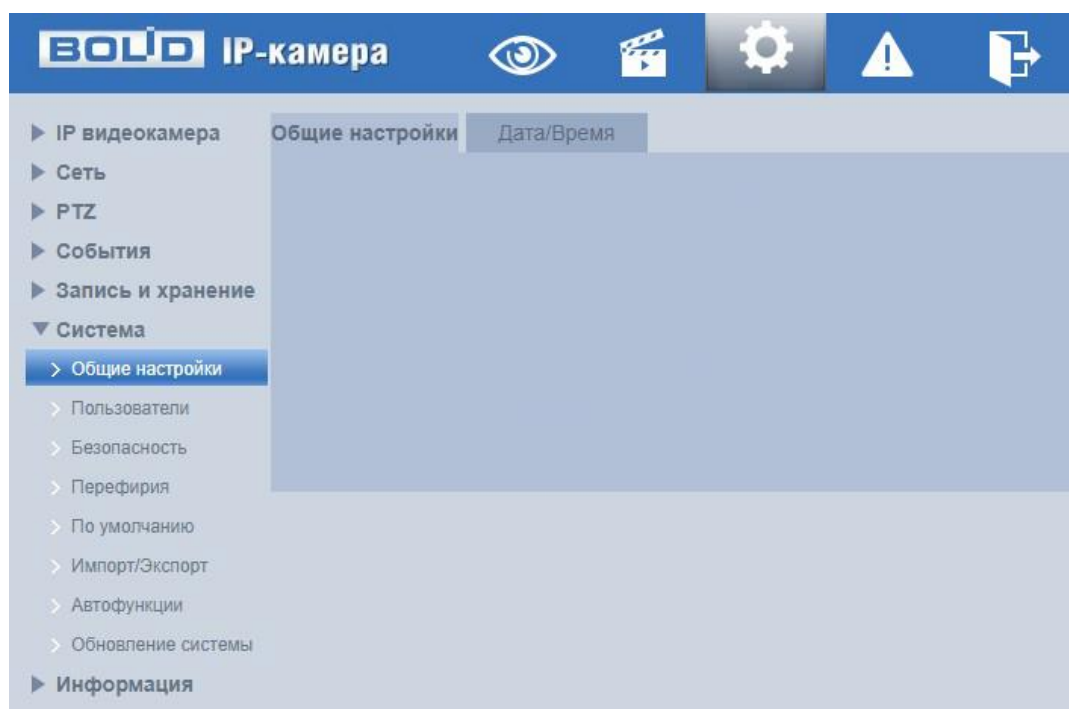 BOLID IP-камера
IP видеокамера
Общие настройки
Дата/Время
Сеть
PTZ
События
Запись и хранение
Система
Общие настройки
Пользователи
Безопасность
Перефирия
По умолчанию
Импорт/Экспорт
Автофункции
Обновление системы
Информация